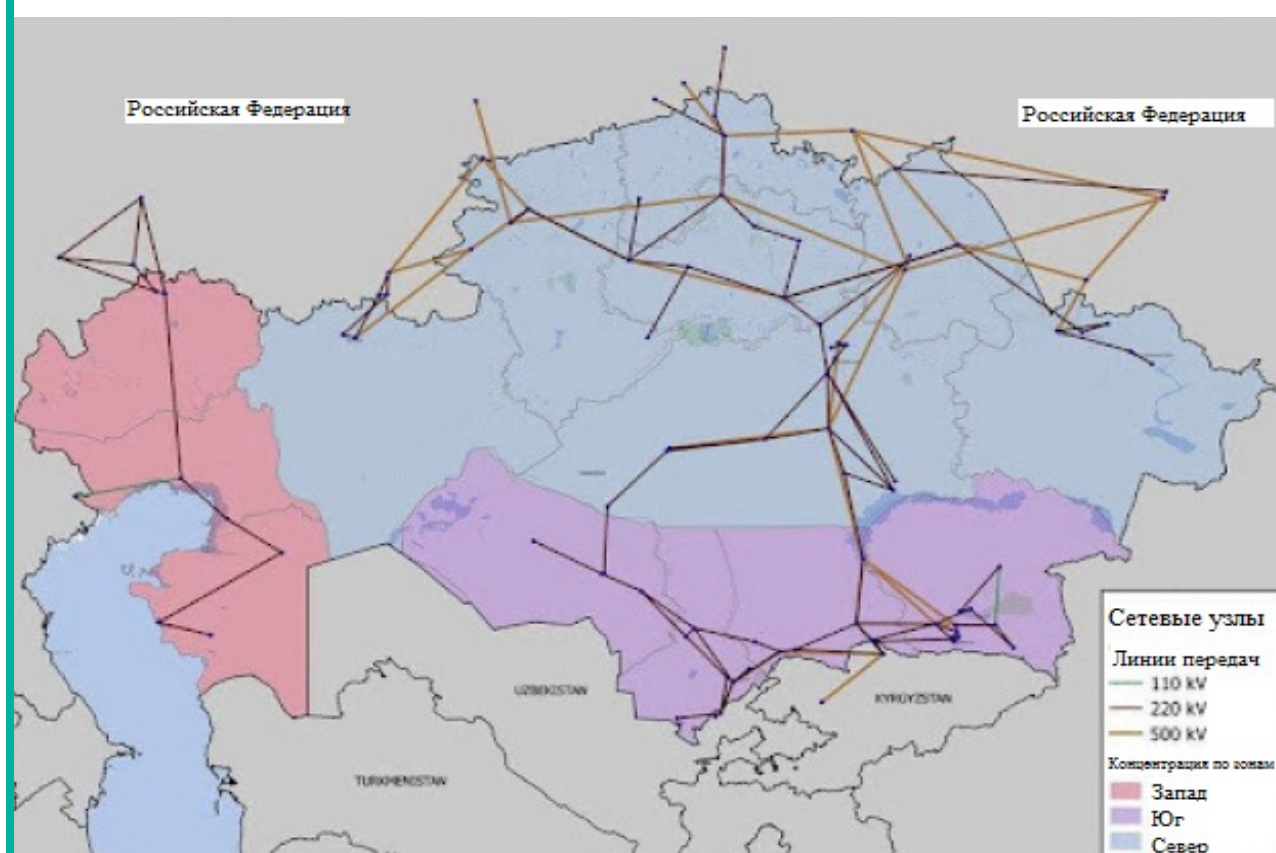 Российская Федерация
Российская Федерация
UZBEKISTAN
KYRGYZSTAN
TURKMENISTAN
Сетевые узлы
Линии передач
110 kV
220 kV
500 kV
Концентрация по зонам
Запад
Юг
Север